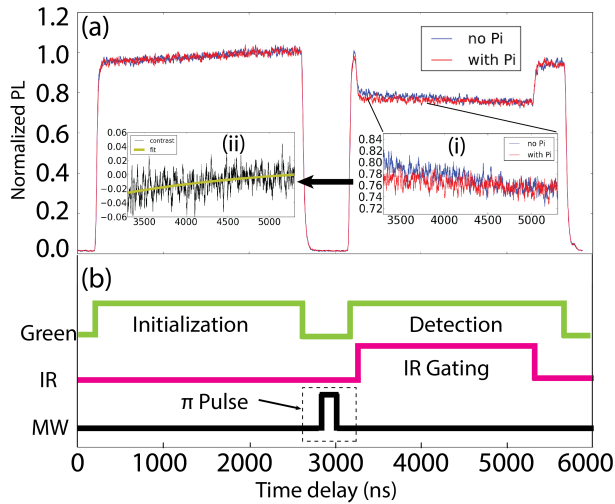 (a)
no Pi
with Pi
Normalized PL
1.2
1.0
0.8
0.6
0.4
0.2
0.0
(ii)
contrast
fit
0.06
0.04
0.02
0.00
−0.02
−0.04
−0.06
3500 4000 4500 5000
(i)
no Pi
with Pi
0.84
0.82
0.80
0.78
0.76
0.74
0.72
3500 4000 4500 5000
(b)
Green
Initialization
Detection
IR
IR Gating
π Pulse
MW
0 1000 2000 3000 4000 5000 6000
Time delay (ns)